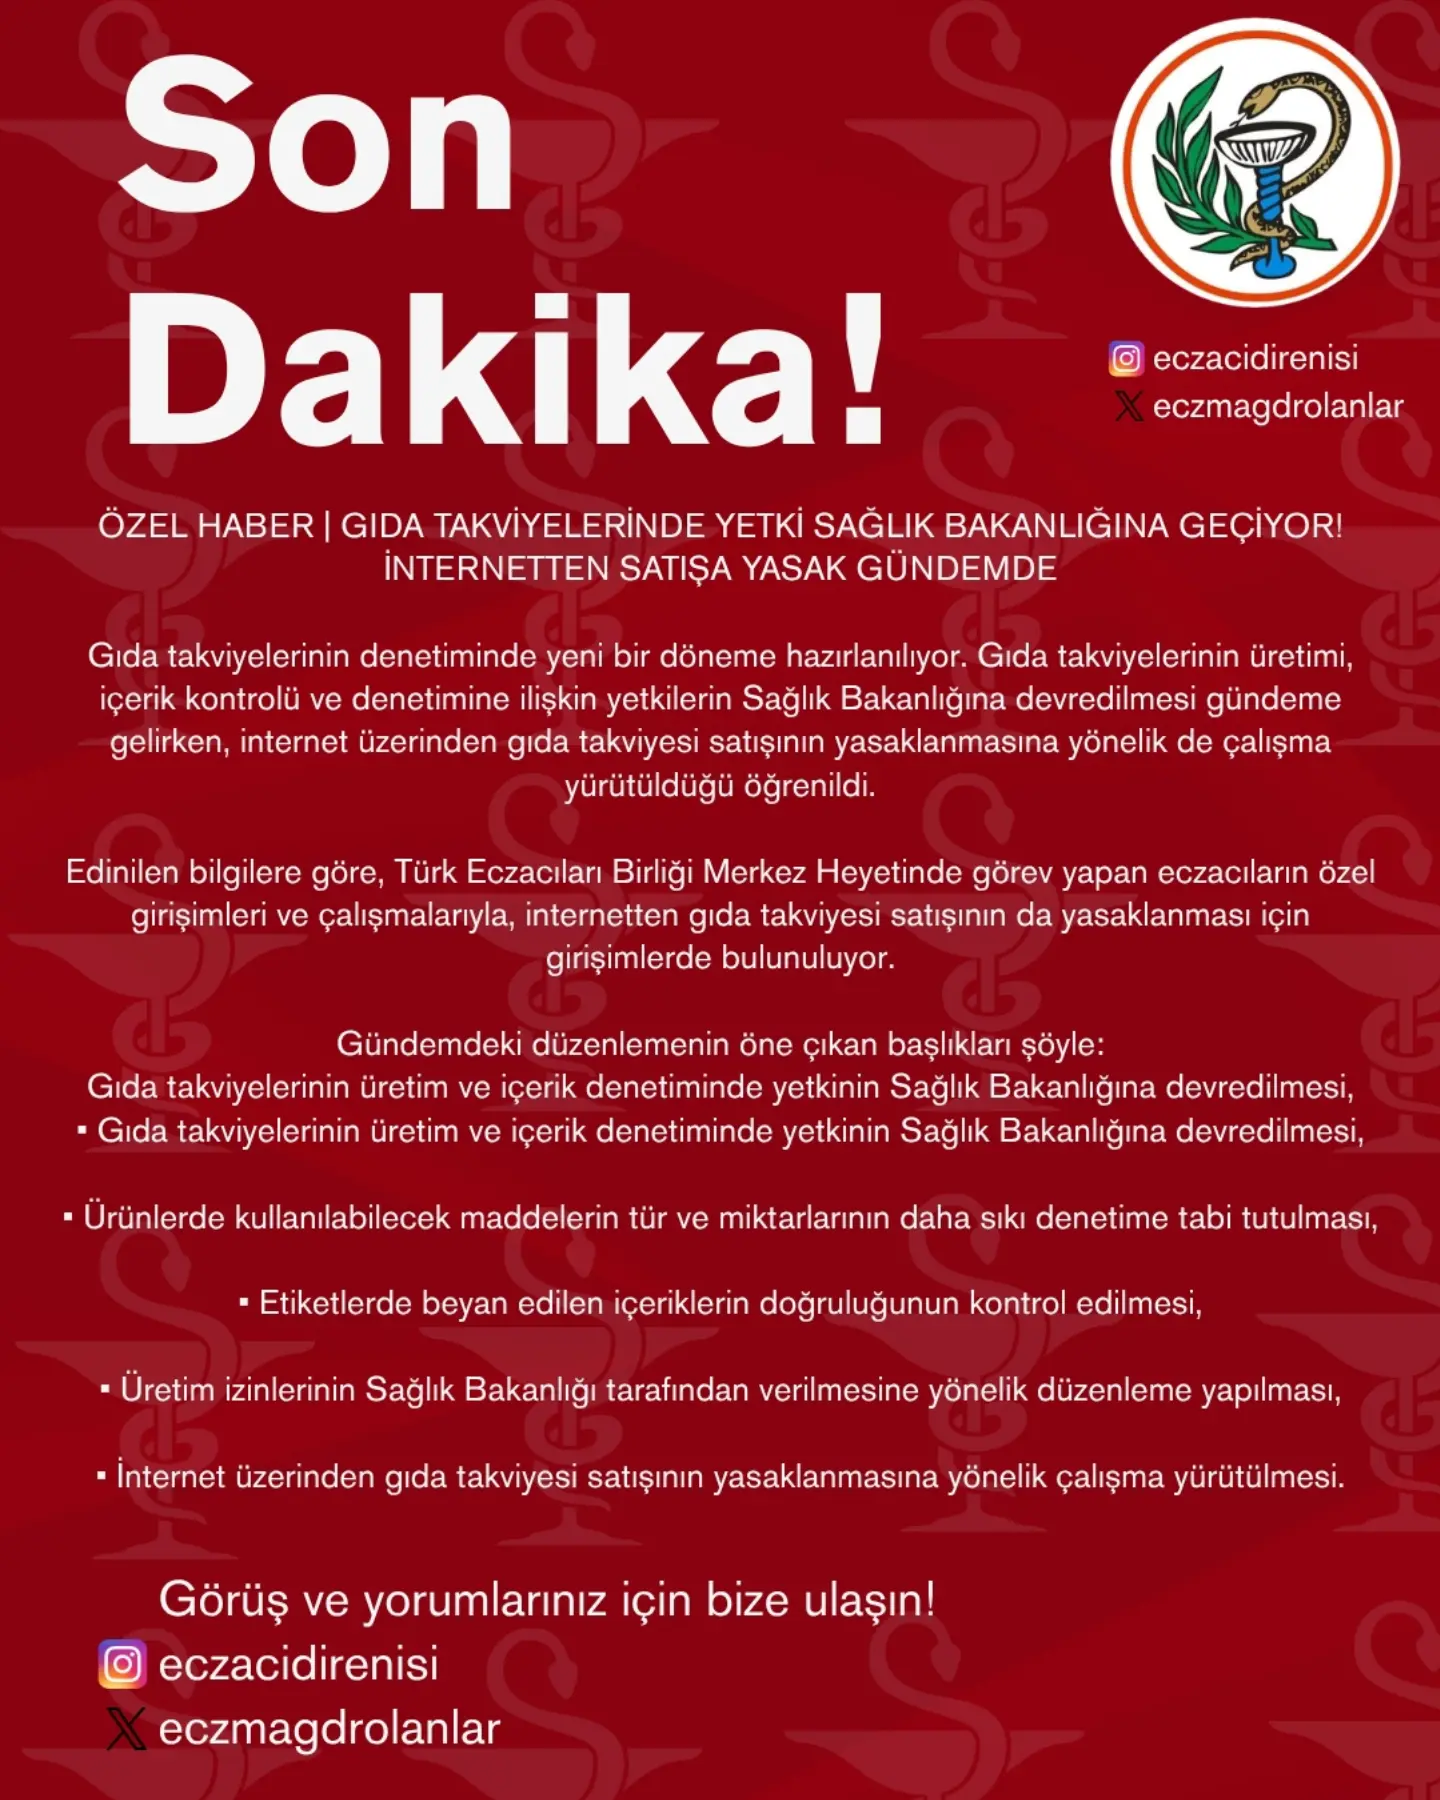 Son
Dakika!
eczacidirenisi
eczmagdrolanlar
ÖZEL HABER | GIDA TAKVİYELERİNDE YETKİ SAĞLIK BAKANLIĞINA GEÇİYOR!
İNTERNETTEN SATIŞA YASAK GÜNDEMDE
Gıda takviyelerinin denetiminde yeni bir döneme hazırlanılıyor. Gıda takviyelerinin üretimi,
içerik kontrolü ve denetimine ilişkin yetkilerin Sağlık Bakanlığına devredilmesi gündeme
gelirken, internet üzerinden gıda takviyesi satışının yasaklanmasına yönelik de çalışma
yürütüldüğü öğrenildi.
Edinilen bilgilere göre, Türk Eczacıları Birliği Merkez Heyetinde görev yapan eczacıların özel
girişimleri ve çalışmalarıyla, internetten gıda takviyesi satışının da yasaklanması için
girişimlerde bulunuluyor.
Gündemdeki düzenlemenin öne çıkan başlıkları şöyle:
Gıda takviyelerinin üretim ve içerik denetiminde yetkinin Sağlık Bakanlığına devredilmesi,
▪ Gıda takviyelerinin üretim ve içerik denetiminde yetkinin Sağlık Bakanlığına devredilmesi,
▪ Ürünlerde kullanılabilecek maddelerin tür ve miktarlarının daha sıkı denetime tabi tutulması,
▪ Etiketlerde beyan edilen içeriklerin doğruluğunun kontrol edilmesi,
▪ Üretim izinlerinin Sağlık Bakanlığı tarafından verilmesine yönelik düzenleme yapılması,
▪ İnternet üzerinden gıda takviyesi satışının yasaklanmasına yönelik çalışma yürütülmesi.
Görüş ve yorumlarınız için bize ulaşın!
eczacidirenisi
eczmagdrolanlar